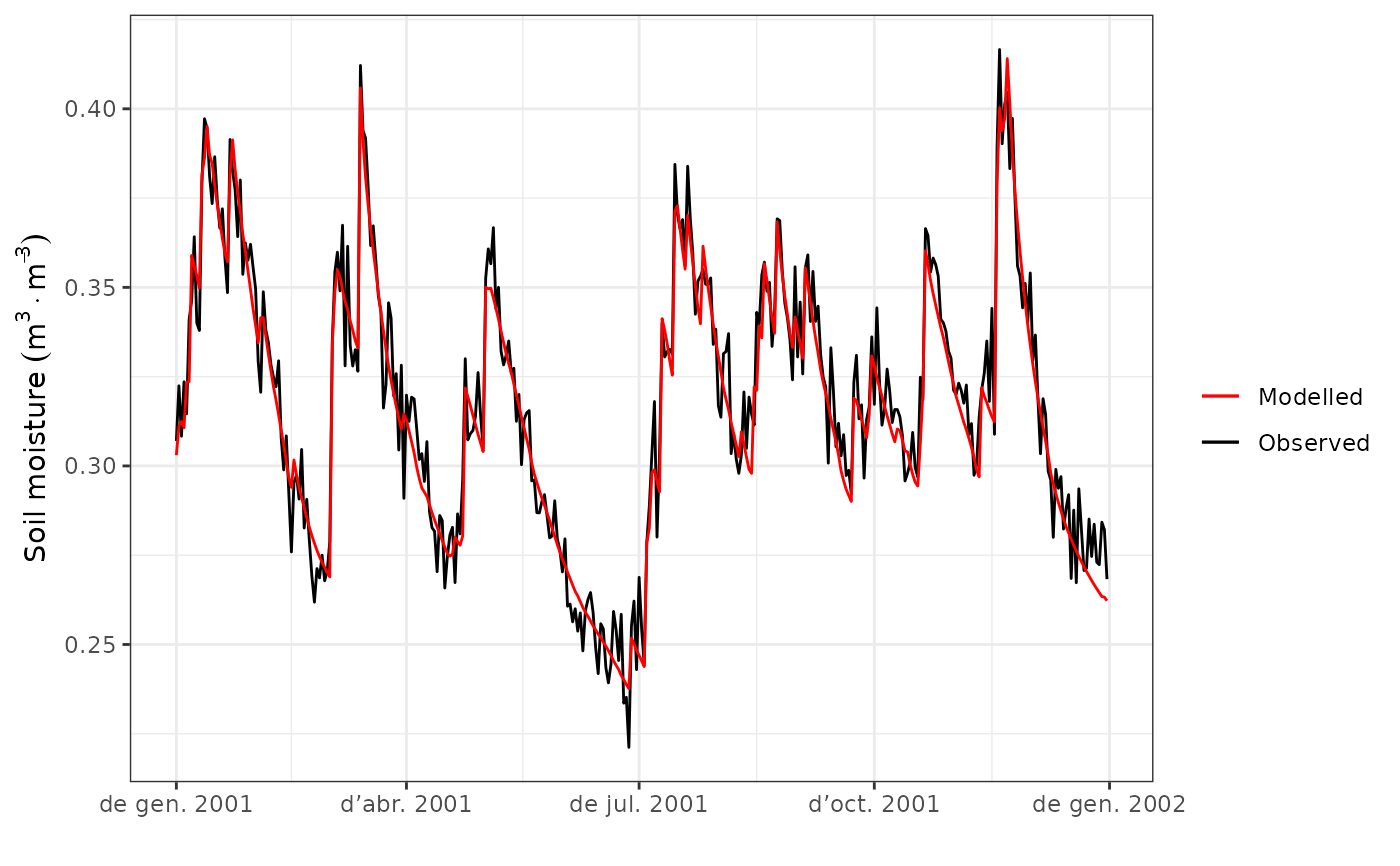 Soil moisture (m³ · m⁻³)
0.40
0.35
0.30
0.25
de gen. 2001
d’abr. 2001
de jul. 2001
d’oct. 2001
de gen. 2002
Modelled
Observed